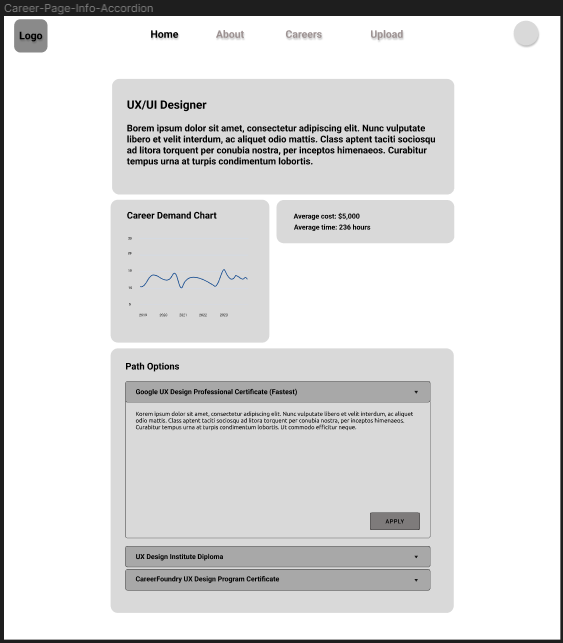 Career-Page-Info-Accordion
Logo
Home
About
Careers
Upload
UX/UI Designer
Borem ipsum dolor sit amet, consectetur adipiscing elit. Nunc vulputate
libero et velit interdum, ac aliquet odio mattis. Class aptent taciti sociosqu
ad litora torquent per conubia nostra, per inceptos himenaeos. Curabitur
tempus urna at turpis condimentum lobortis.
Career Demand Chart
20
15
10
2019 2020 2021 2022 2023
Average cost: $5,000
Average time: 236 hours
Path Options
Google UX Design Professional Certificate (Fastest)
Korem ipsum dolor sit amet, consectetur adipiscing elit. Nunc vulputate libero et velit interdum, ac aliquet
odio mattis. Class aptent taciti sociosqu ad litora torquent per conubia nostra, per inceptos himenaeos.
Curabitur tempus urna at turpis condimentum lobortis. Ut commodo efficitur neque.
APPLY
UX Design Institute Diploma
CareerFoundry UX Design Program Certificate